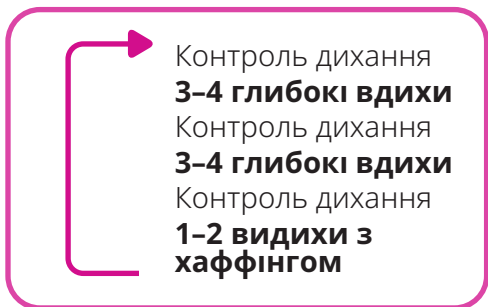 Контроль дихання
3–4 глибокі вдихи
Контроль дихання
3–4 глибокі вдихи
Контроль дихання
1–2 видихи з
хаффінгом